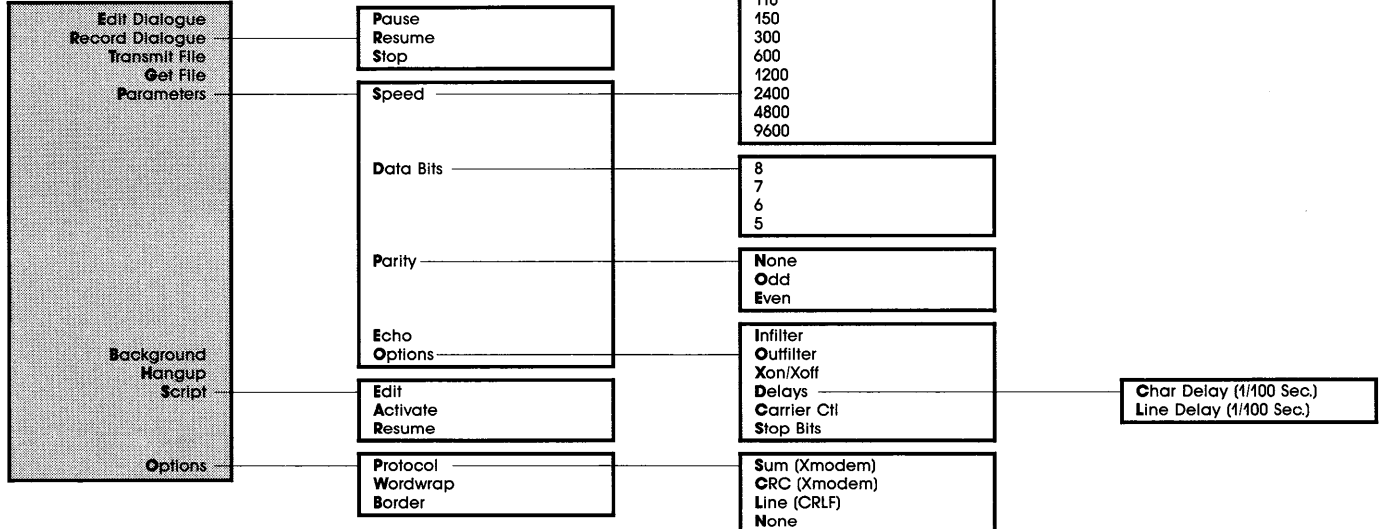 Edit Dialogue
Record Dialogue
Transmit File
Get File
Parameters
Background
Hangup
Script
Options
Pause
Resume
Stop
Speed
Data Bits
Parity
Echo
Options
Edit
Activate
Resume
Protocol
Wordwrap
Border
110
150
300
600
1200
2400
4800
9600
8
7
6
5
None
Odd
Even
Infilter
Outfilter
Xon/Xoff
Delays
Carrier Ctl
Stop Bits
Sum (Xmodem)
CRC (Xmodem)
Line (CRLF)
None
Char Delay (1/100 Sec.)
Line Delay (1/100 Sec.)